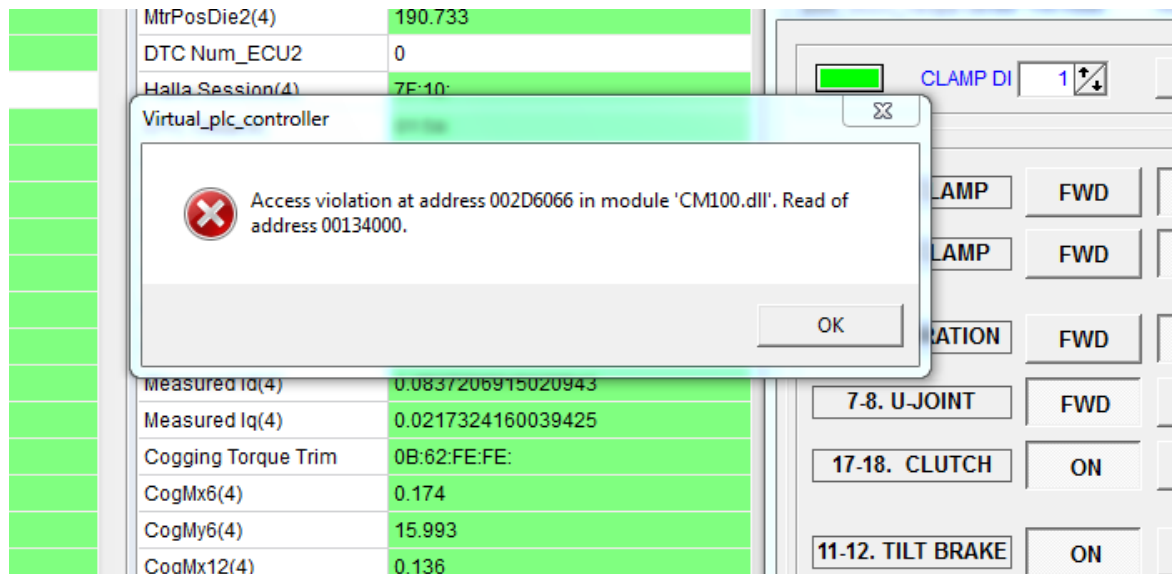 MtrPosDie2(4) 190.733
DTC Num_ECU2 0
CLAMP DI 1
Halla Session(4) 7F:10:
Virtual_plc_controller
Access violation at address 002D6066 in module 'CM100.dll'. Read of
address 00134000.
LAMP FWD
LAMP FWD
OK
RATION FWD
Measured Id(4) 0.0837206915020943
Measured Iq(4) 0.0217324160039425
7-8. U-JOINT FWD
Cogging Torque Trim 0B:62:FE:FE:
17-18. CLUTCH ON
CogMx6(4) 0.174
CogMy6(4) 15.993
11-12. TILT BRAKE ON
CogMx12(4) 0.136